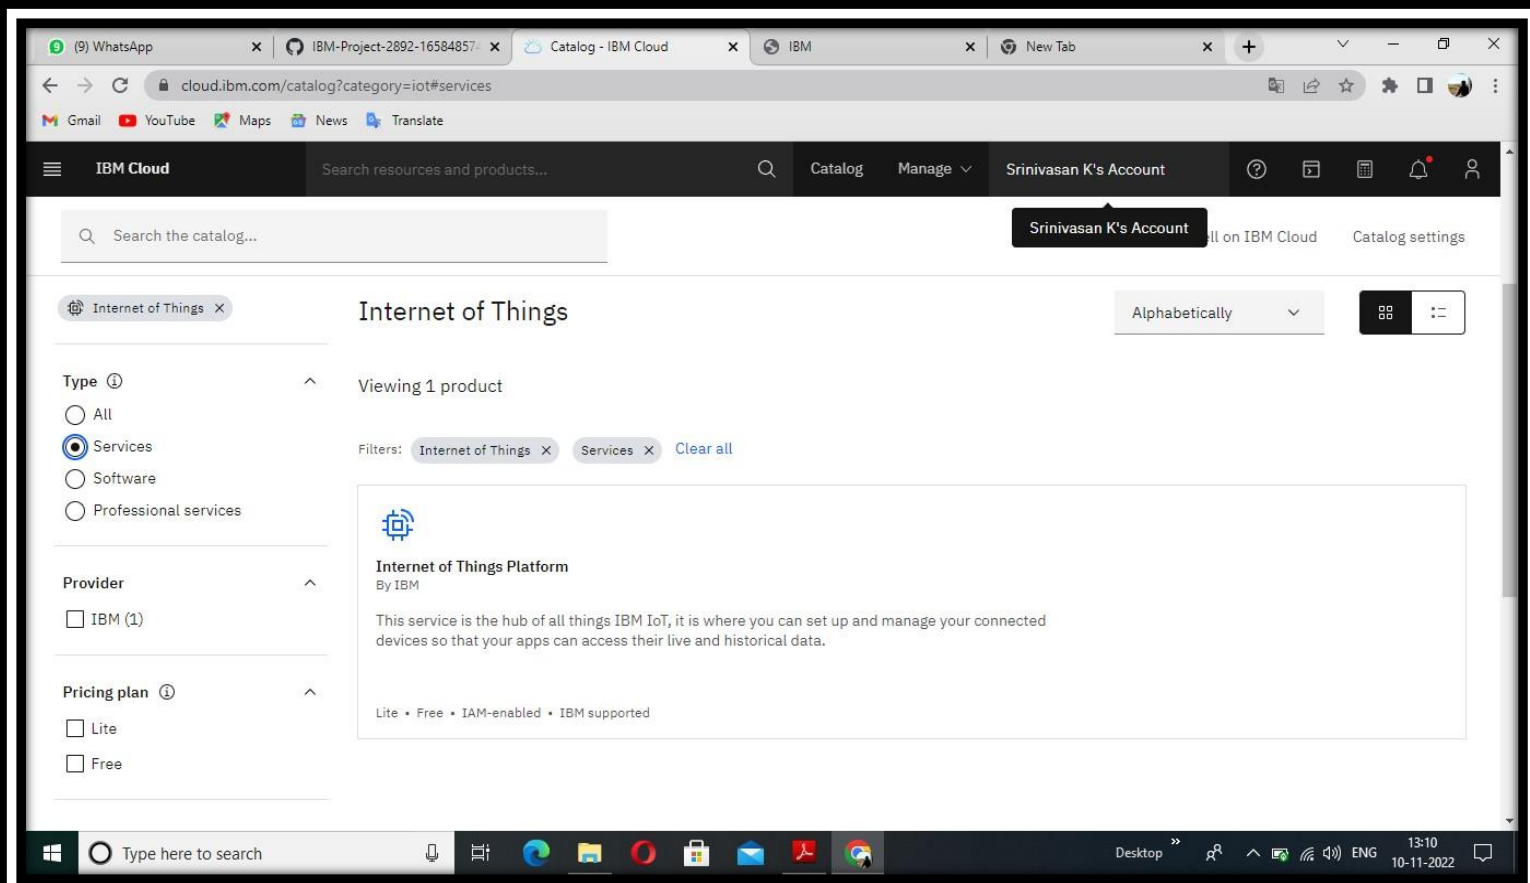 (9) WhatsApp
IBM-Project-2892-16584857
Catalog - IBM Cloud
IBM
New Tab
cloud.ibm.com/catalog?category=iot#services
Gmail YouTube Maps News Translate
IBM Cloud
Search resources and products...
Catalog Manage Srinivasan K's Account
Srinivasan K's Account
Search the catalog...
ell on IBM Cloud
Catalog settings
Internet of Things
Internet of Things
Alphabetically
Type
All
Services
Software
Professional services
Provider
IBM (1)
Pricing plan
Lite
Free
Viewing 1 product
Filters: Internet of Things Services Clear all
Internet of Things Platform
By IBM
This service is the hub of all things IBM IoT, it is where you can set up and manage your connected
devices so that your apps can access their live and historical data.
Lite • Free • IAM-enabled • IBM supported
Type here to search
Desktop
ENG
13:10
10-11-2022